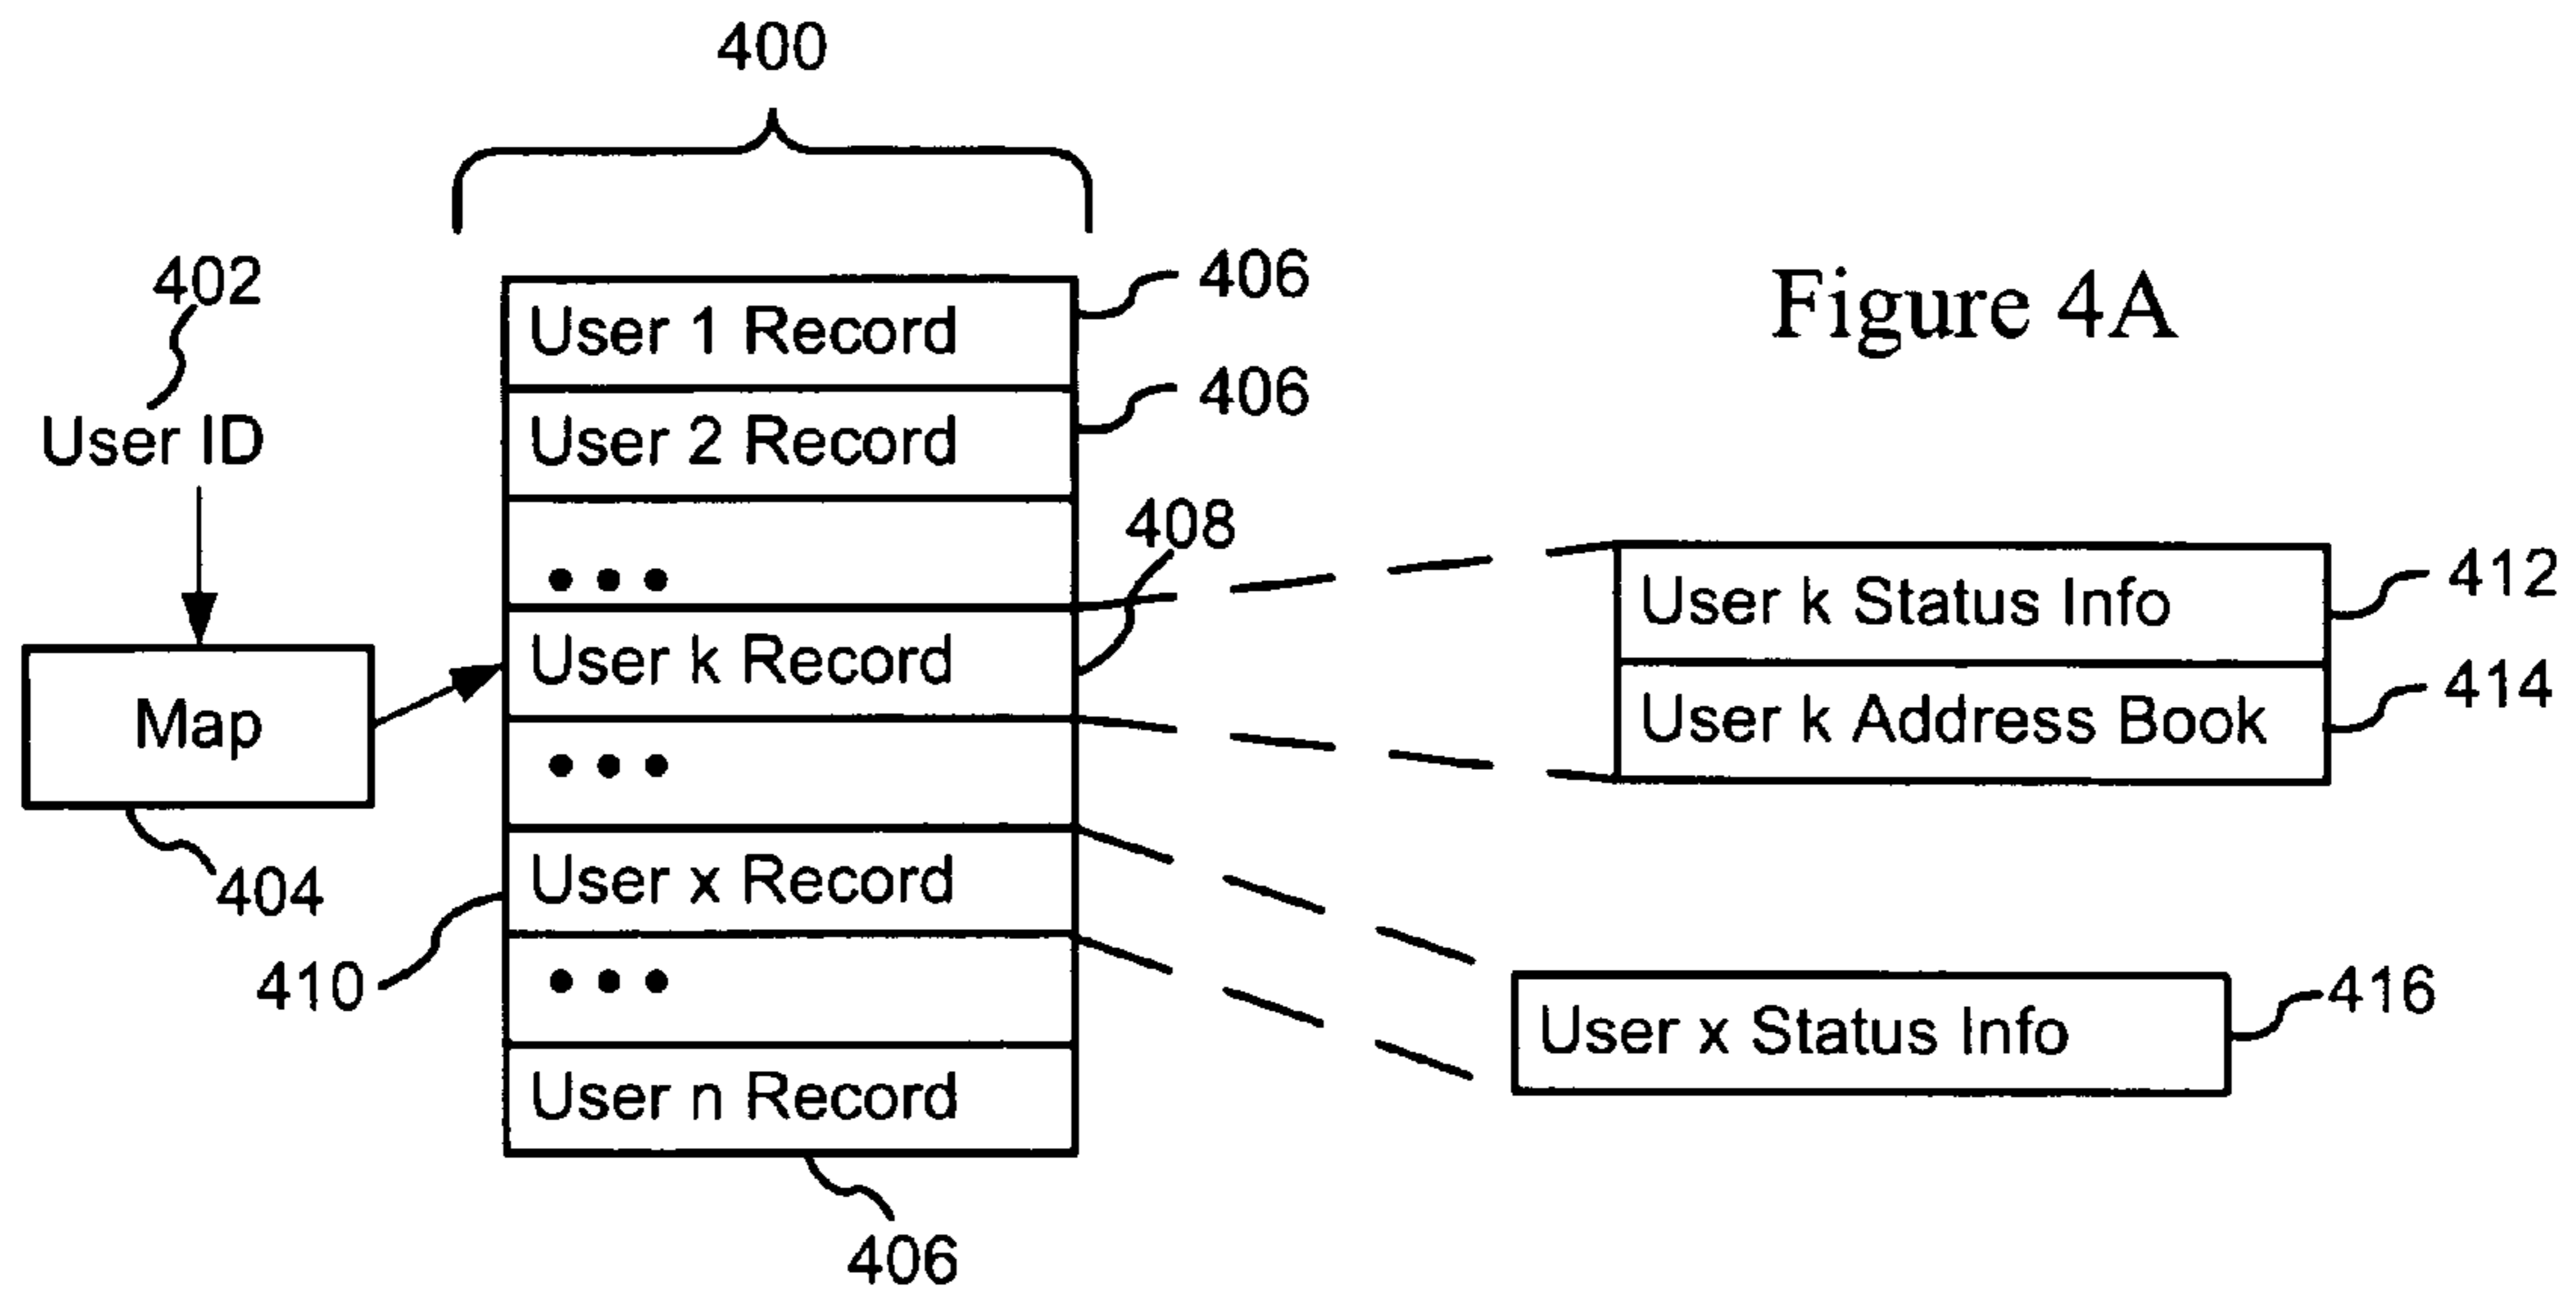 400
402
User ID
Map
404
User 1 Record
406
User 2 Record
406
• • •
408
User k Record
• • •
User x Record
410
• • •
User n Record
406
Figure 4A
User k Status Info
412
User k Address Book
414
User x Status Info
416